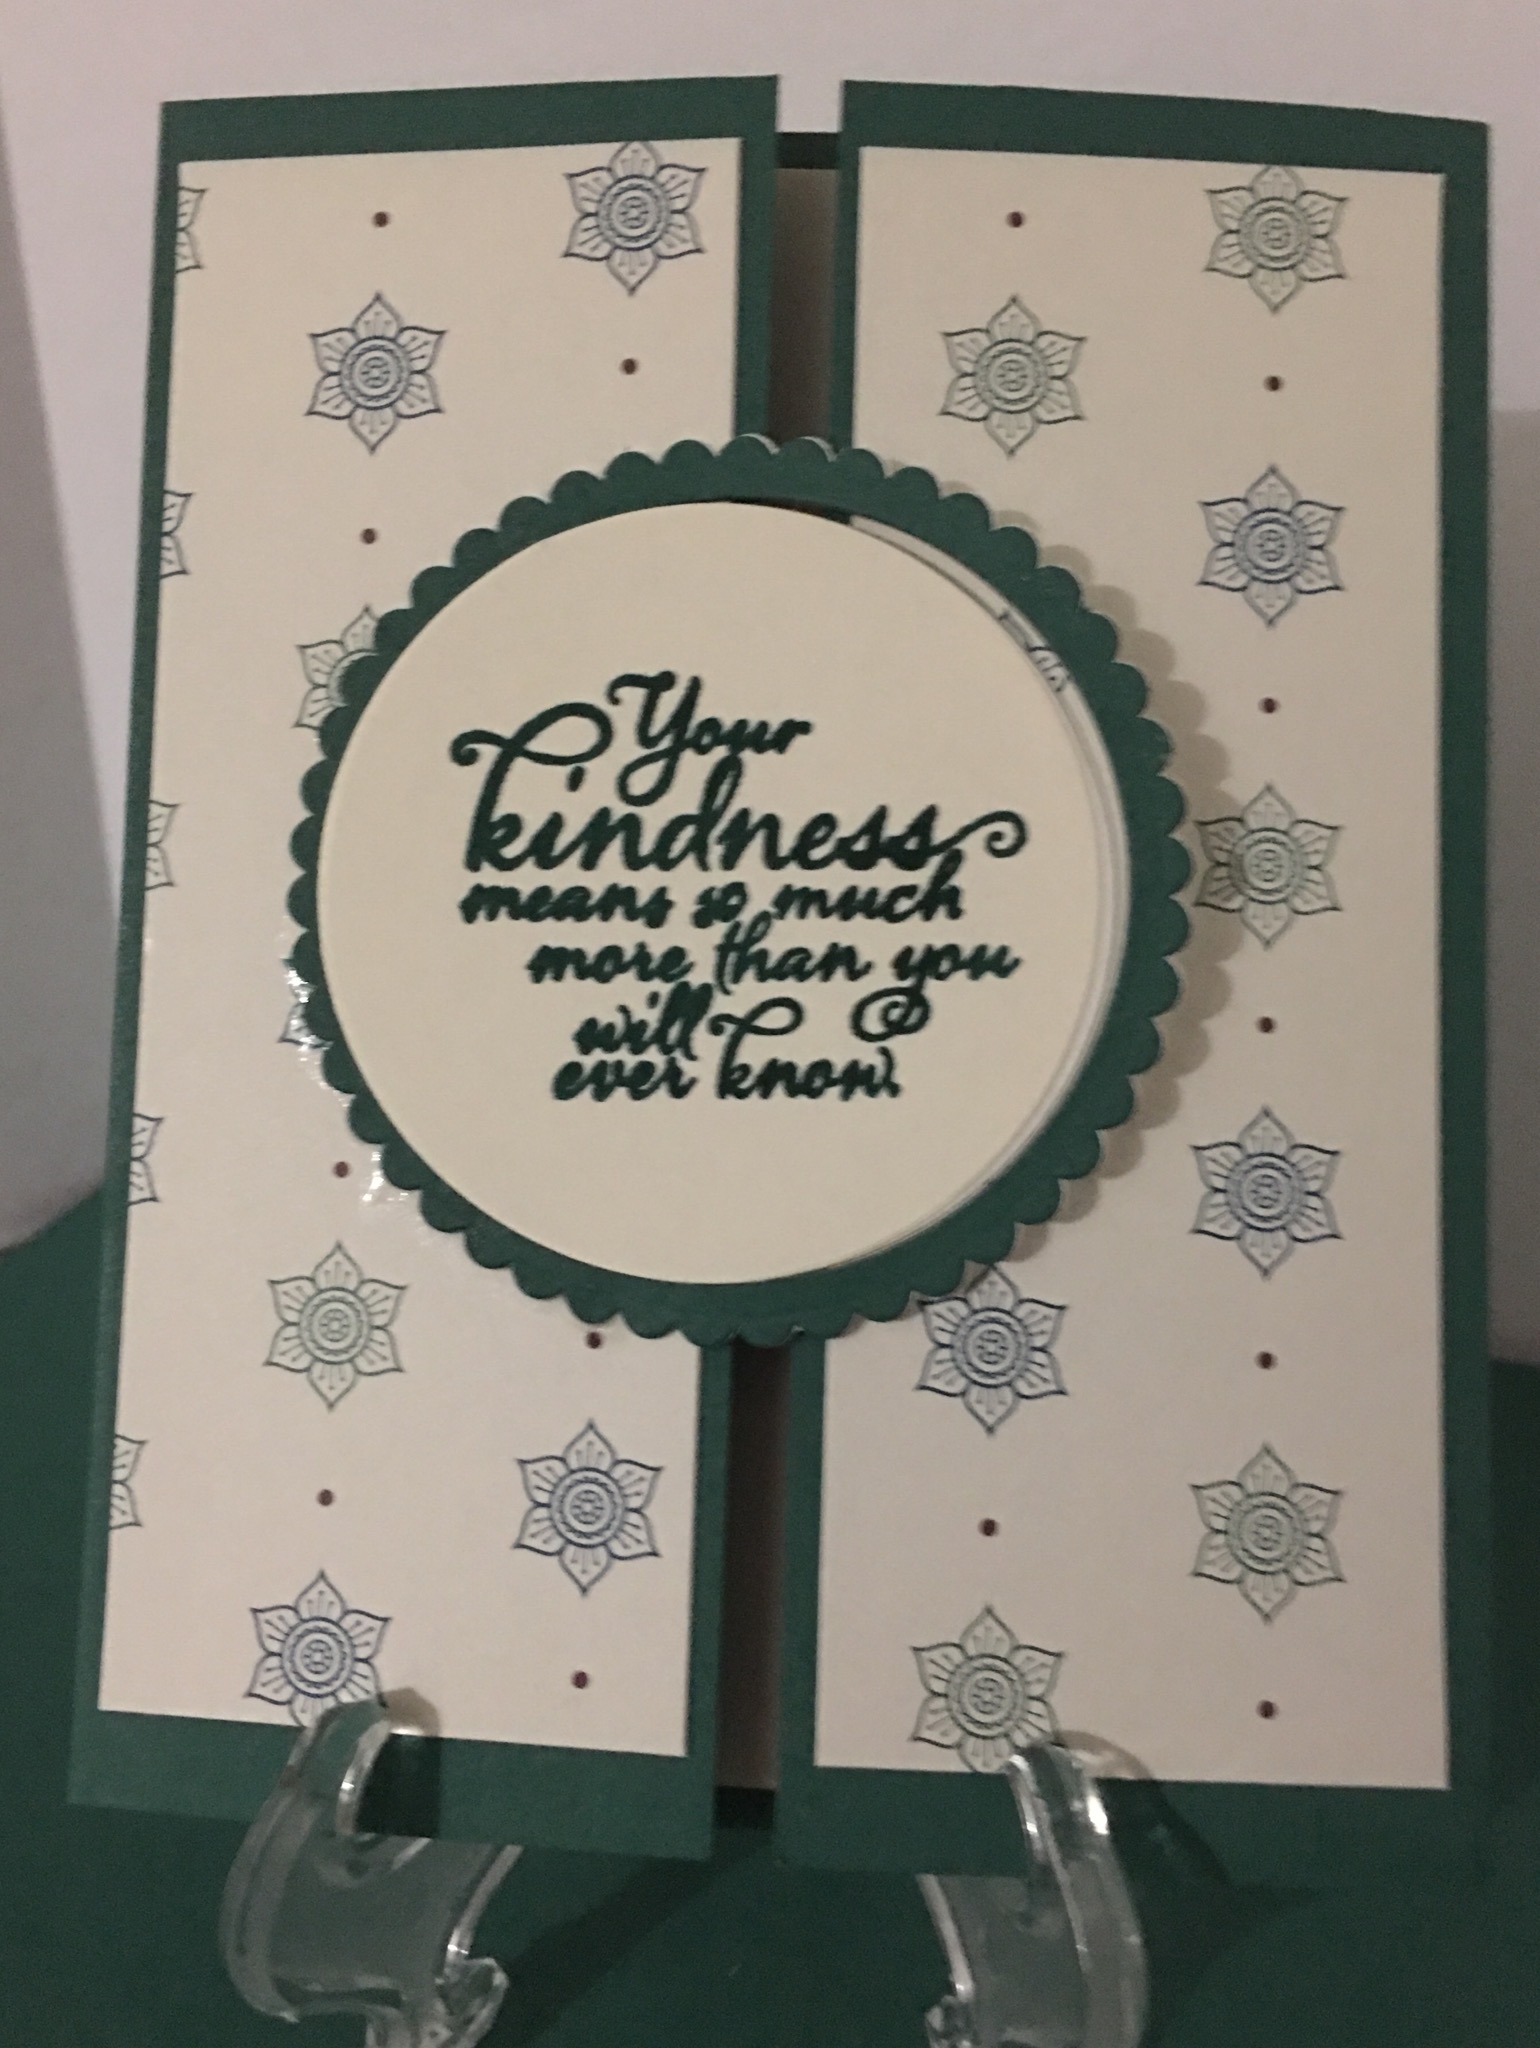 Your
kindness
means so much
more than you
will
ever know.